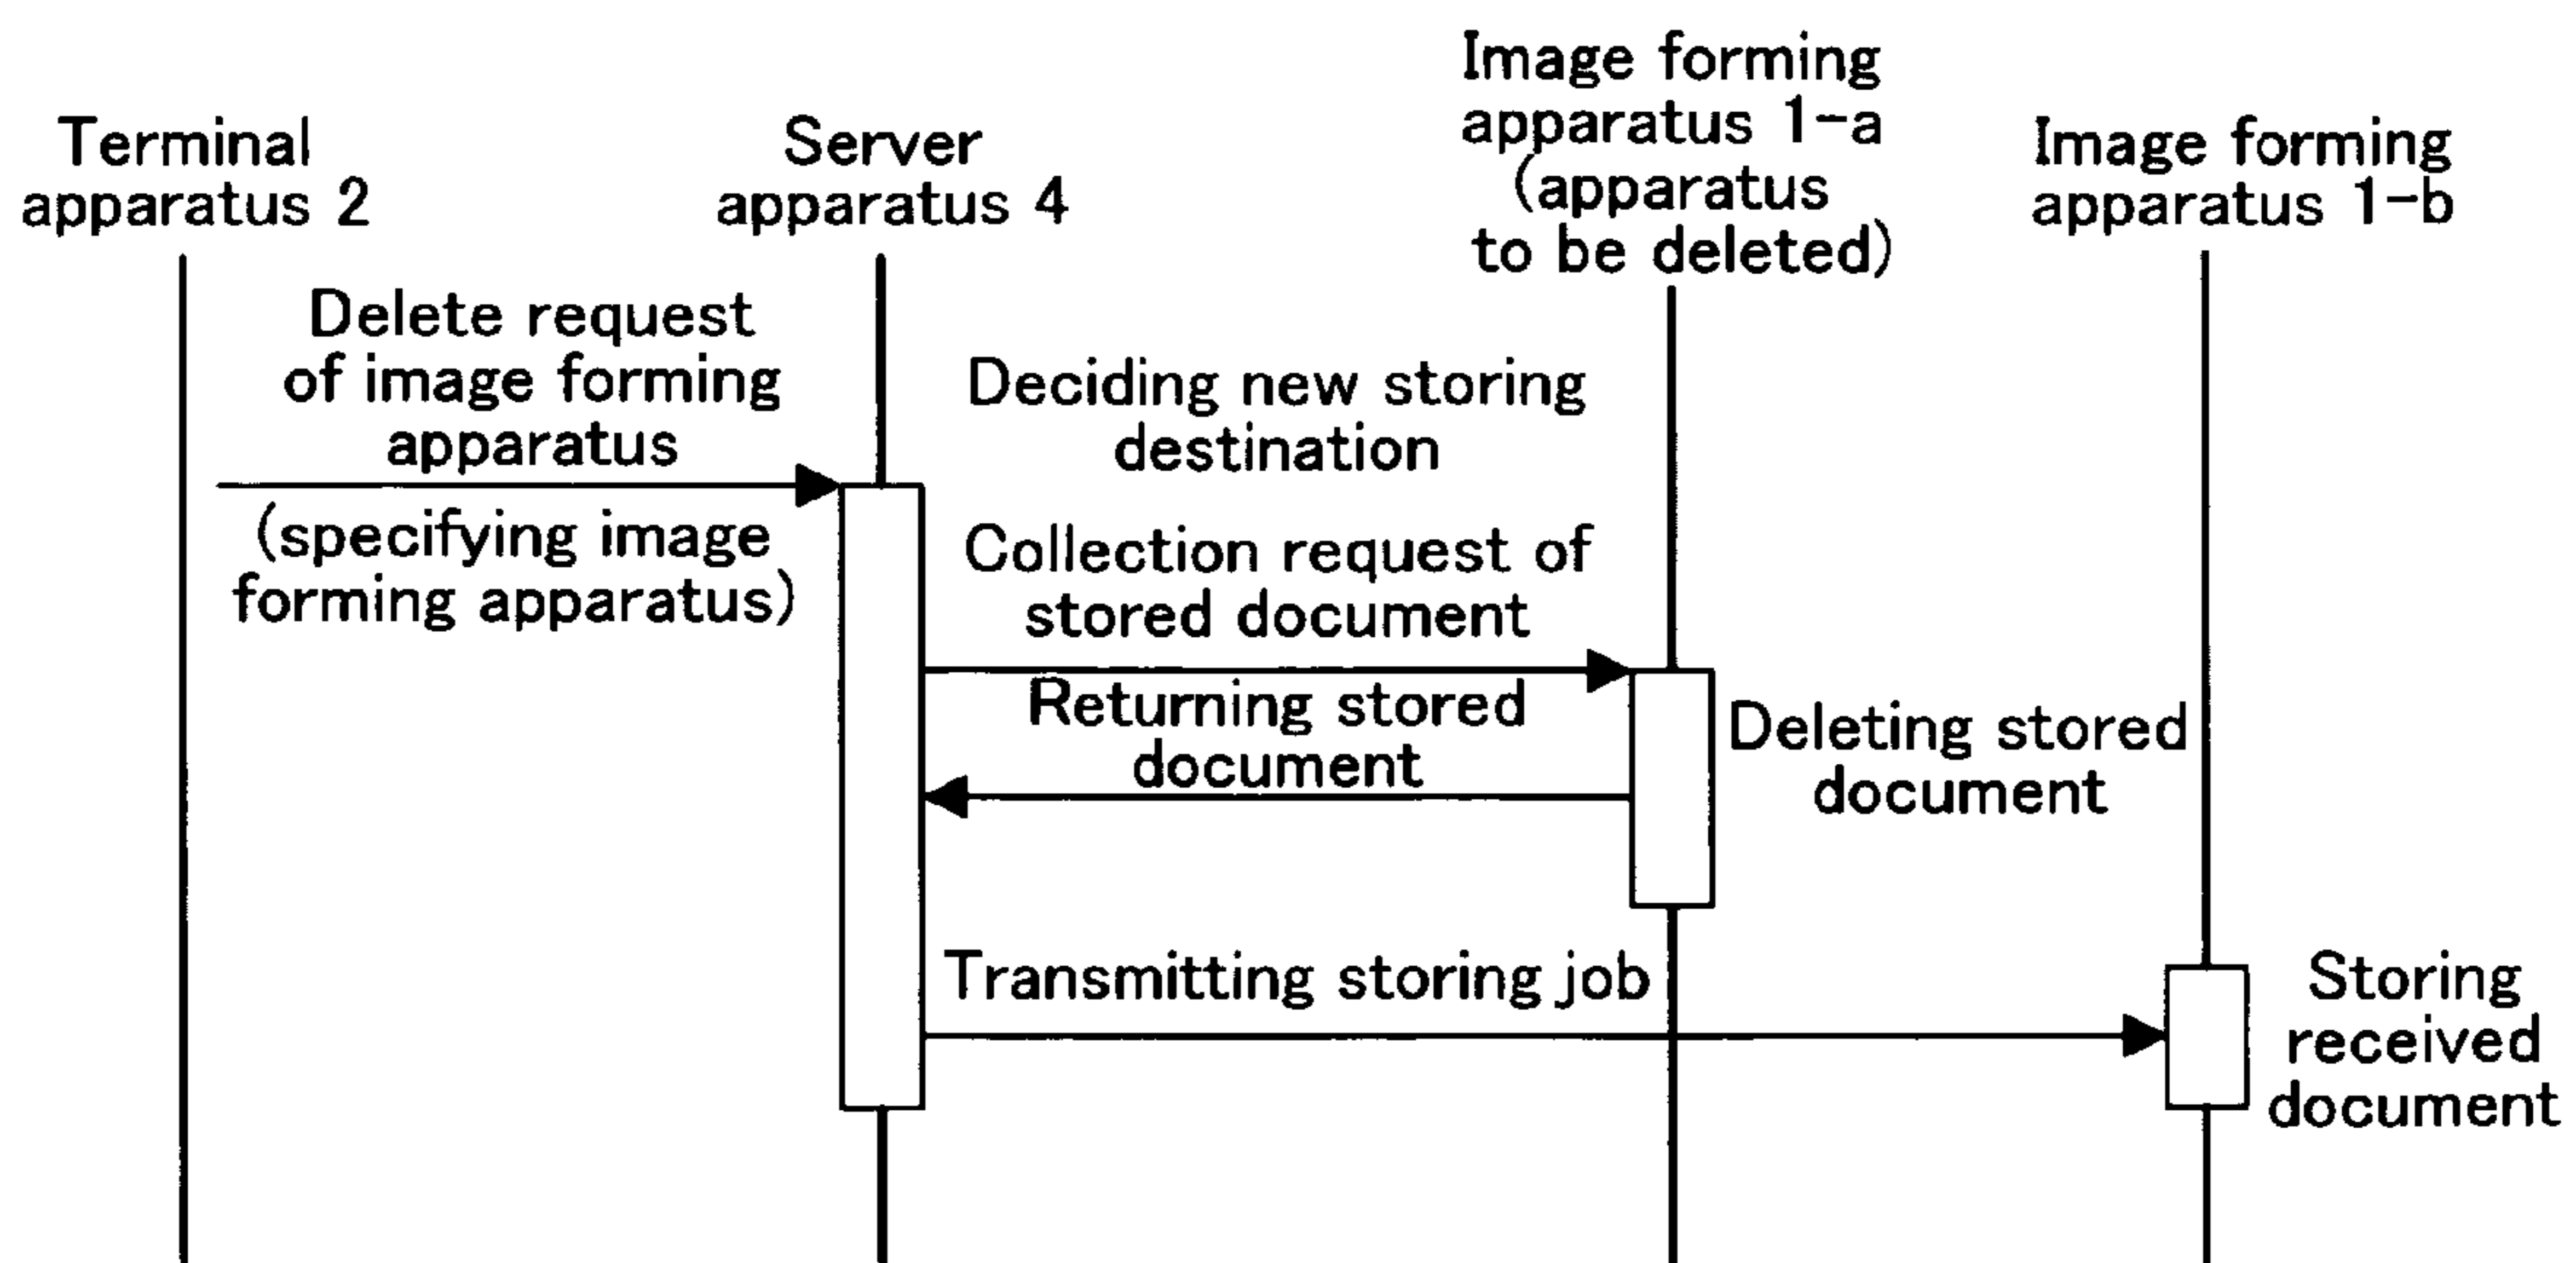 Terminal
apparatus 2
Server
apparatus 4
Image forming
apparatus 1-a
(apparatus
to be deleted)
Image forming
apparatus 1-b
Delete request
of image forming
apparatus
(specifying image
forming apparatus)
Deciding new storing
destination
Collection request of
stored document
Returning stored
document
Deleting stored
document
Transmitting storing job
Storing
received
document